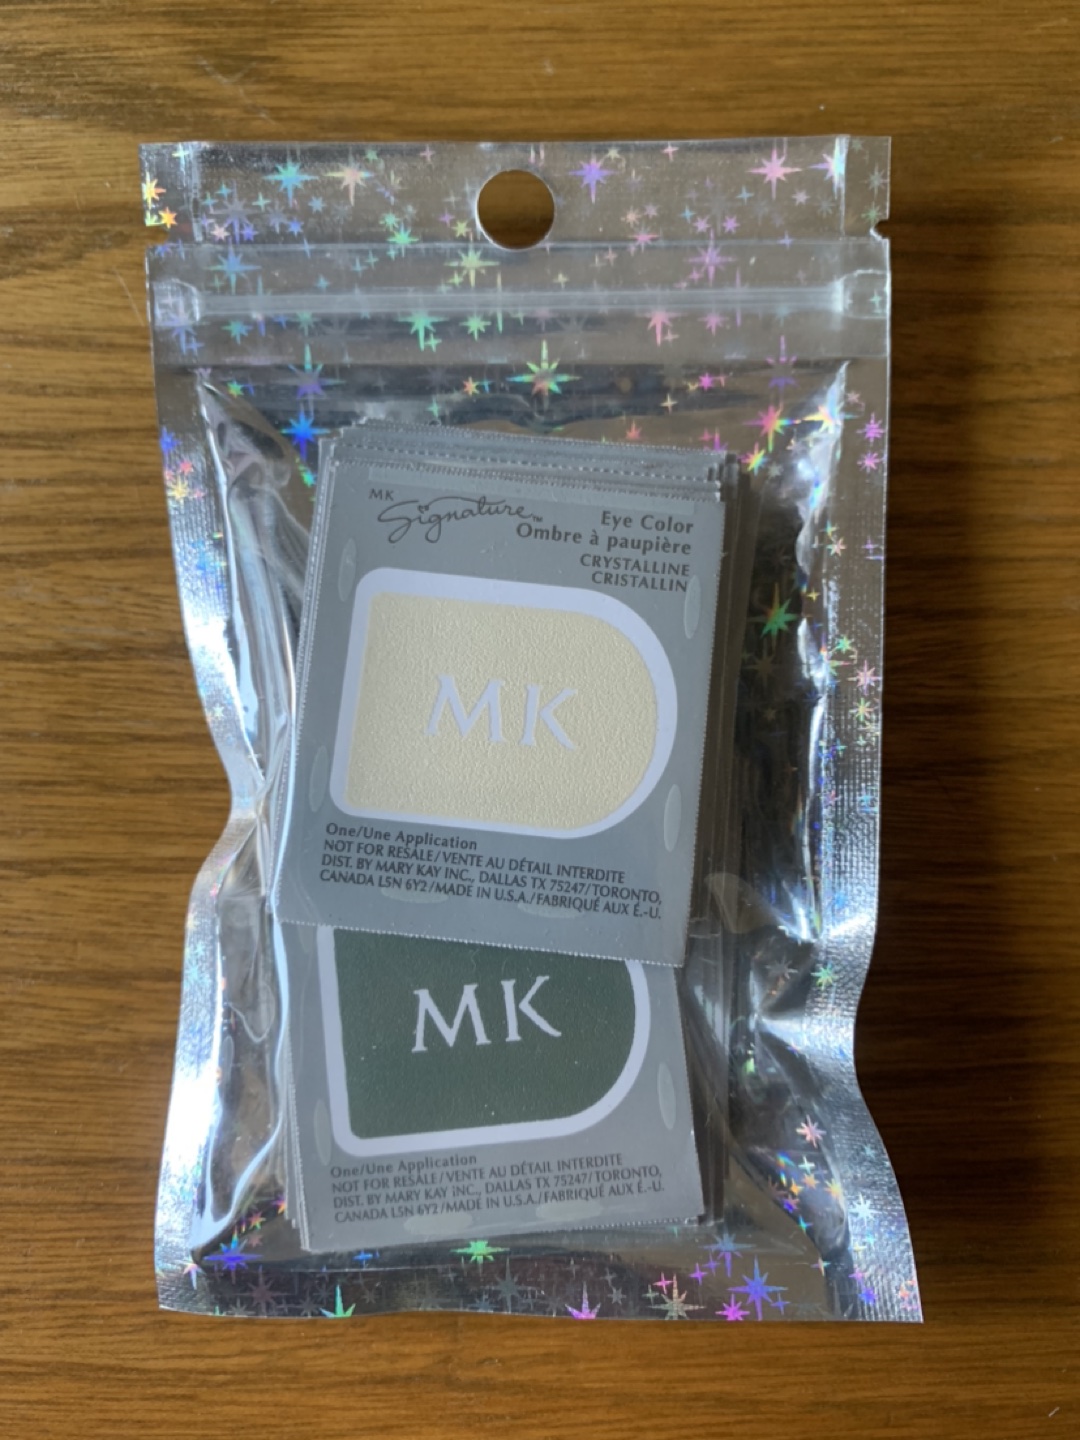 MK
Signature™
Eye Color
Ombre à paupière
CRYSTALLINE
CRISTALLIN
MK
One/Une Application
NOT FOR RESALE/VENTE AU DÉTAIL INTERDITE
DIST. BY MARY KAY INC., DALLAS TX 75247/TORONTO,
CANADA L5N 6Y2/MADE IN U.S.A./FABRIQUÉ AUX É.-U.
MK
One/Une Application
NOT FOR RESALE/VENTE AU DÉTAIL INTERDITE
DIST. BY MARY KAY INC., DALLAS TX 75247/TORONTO,
CANADA L5N 6Y2/MADE IN U.S.A./FABRIQUÉ AUX É.-U.